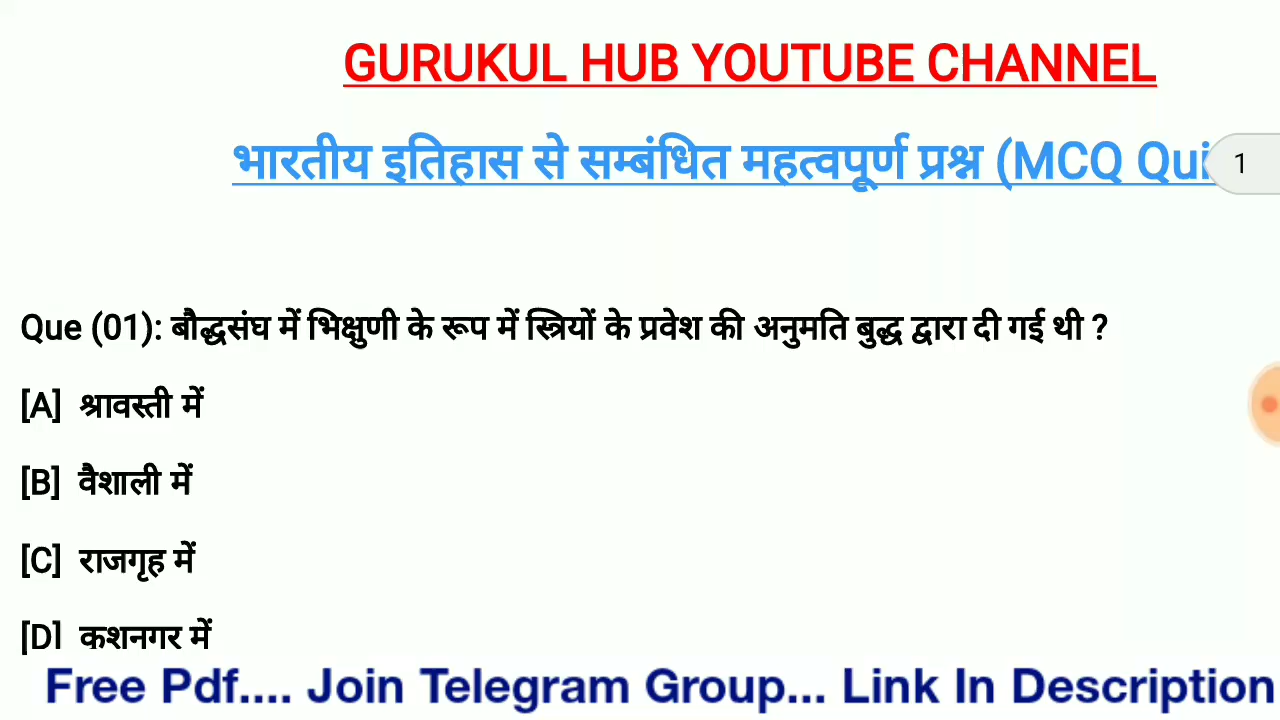 GURUKUL HUB YOUTUBE CHANNEL
भारतीय इतिहास से सम्बंधित महत्वपूर्ण प्रश्न (MCQ Qui
1
Que (01): बौद्धसंघ में भिक्षुणी के रूप में स्त्रियों के प्रवेश की अनुमति बुद्ध द्वारा दी गई थी ?
[A] श्रावस्ती में
[B] वैशाली में
[C] राजगृह में
[D] कुशनगर में
Free Pdf.... Join Telegram Group... Link In Description